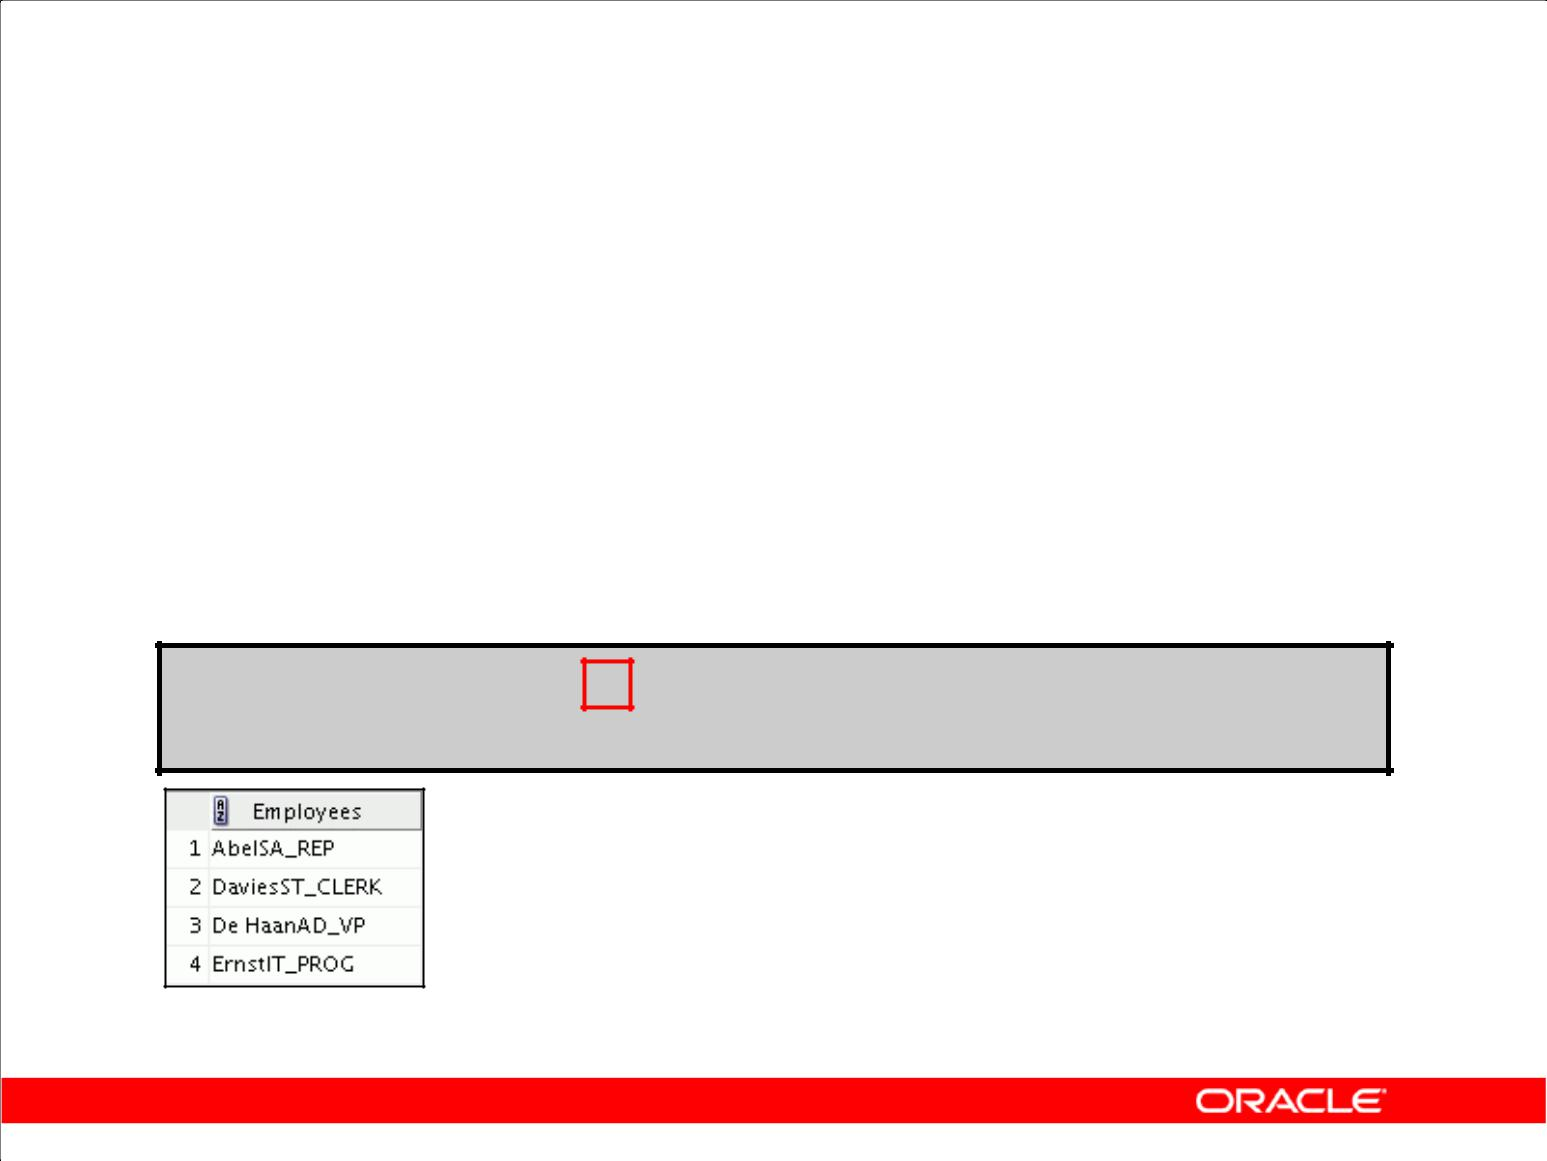 Employees
1 AbelSA_REP
2 DaviesST_CLERK
3 De HaanAD_VP
4 ErnstIT_PROG
ORACLE